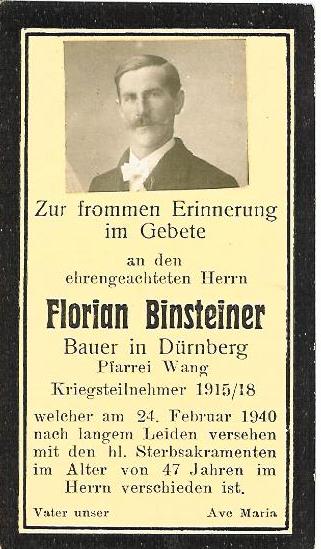 Zur frommen Erinnerung
im Gebete
an den
ehrengeachteten Herrn
Florian Binsteiner
Bauer in Dürnberg
Pfarrei Wang
Kriegsteilnehmer 1915/18
welcher am 24. Februar 1940
nach langem Leiden versehen
mit den hl. Sterbsakramenten
im Alter von 47 Jahren im
Herrn verschieden ist.
Vater unser Ave Maria